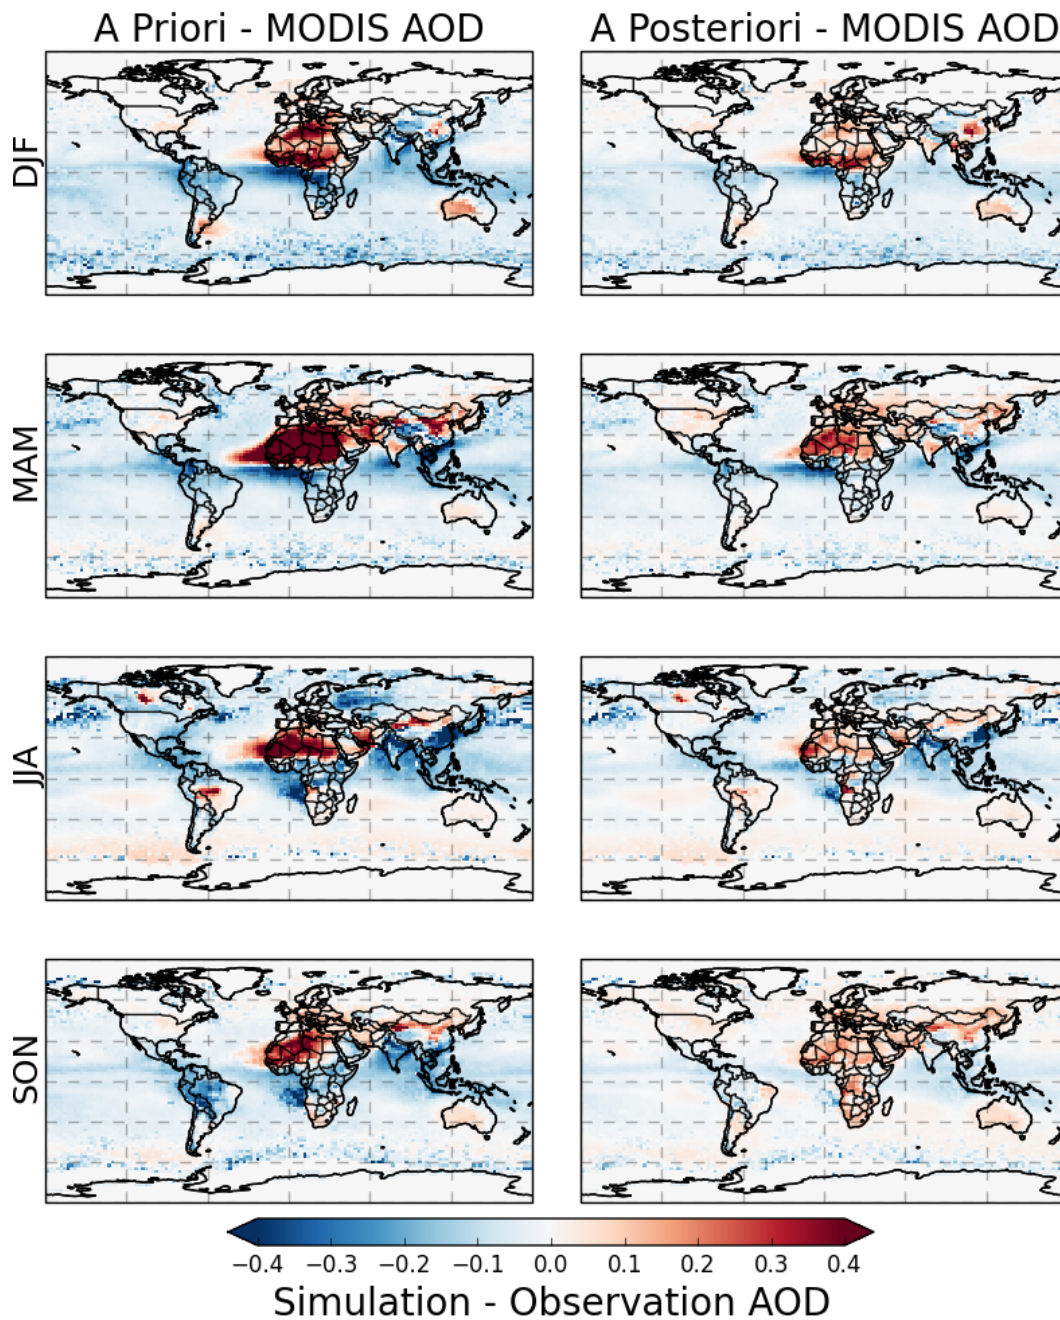 A Priori - MODIS AOD
A Posteriori - MODIS AOD
DJF
MAM
JJA
SON
−0.4 −0.3 −0.2 −0.1 0.0 0.1 0.2 0.3 0.4
Simulation - Observation AOD